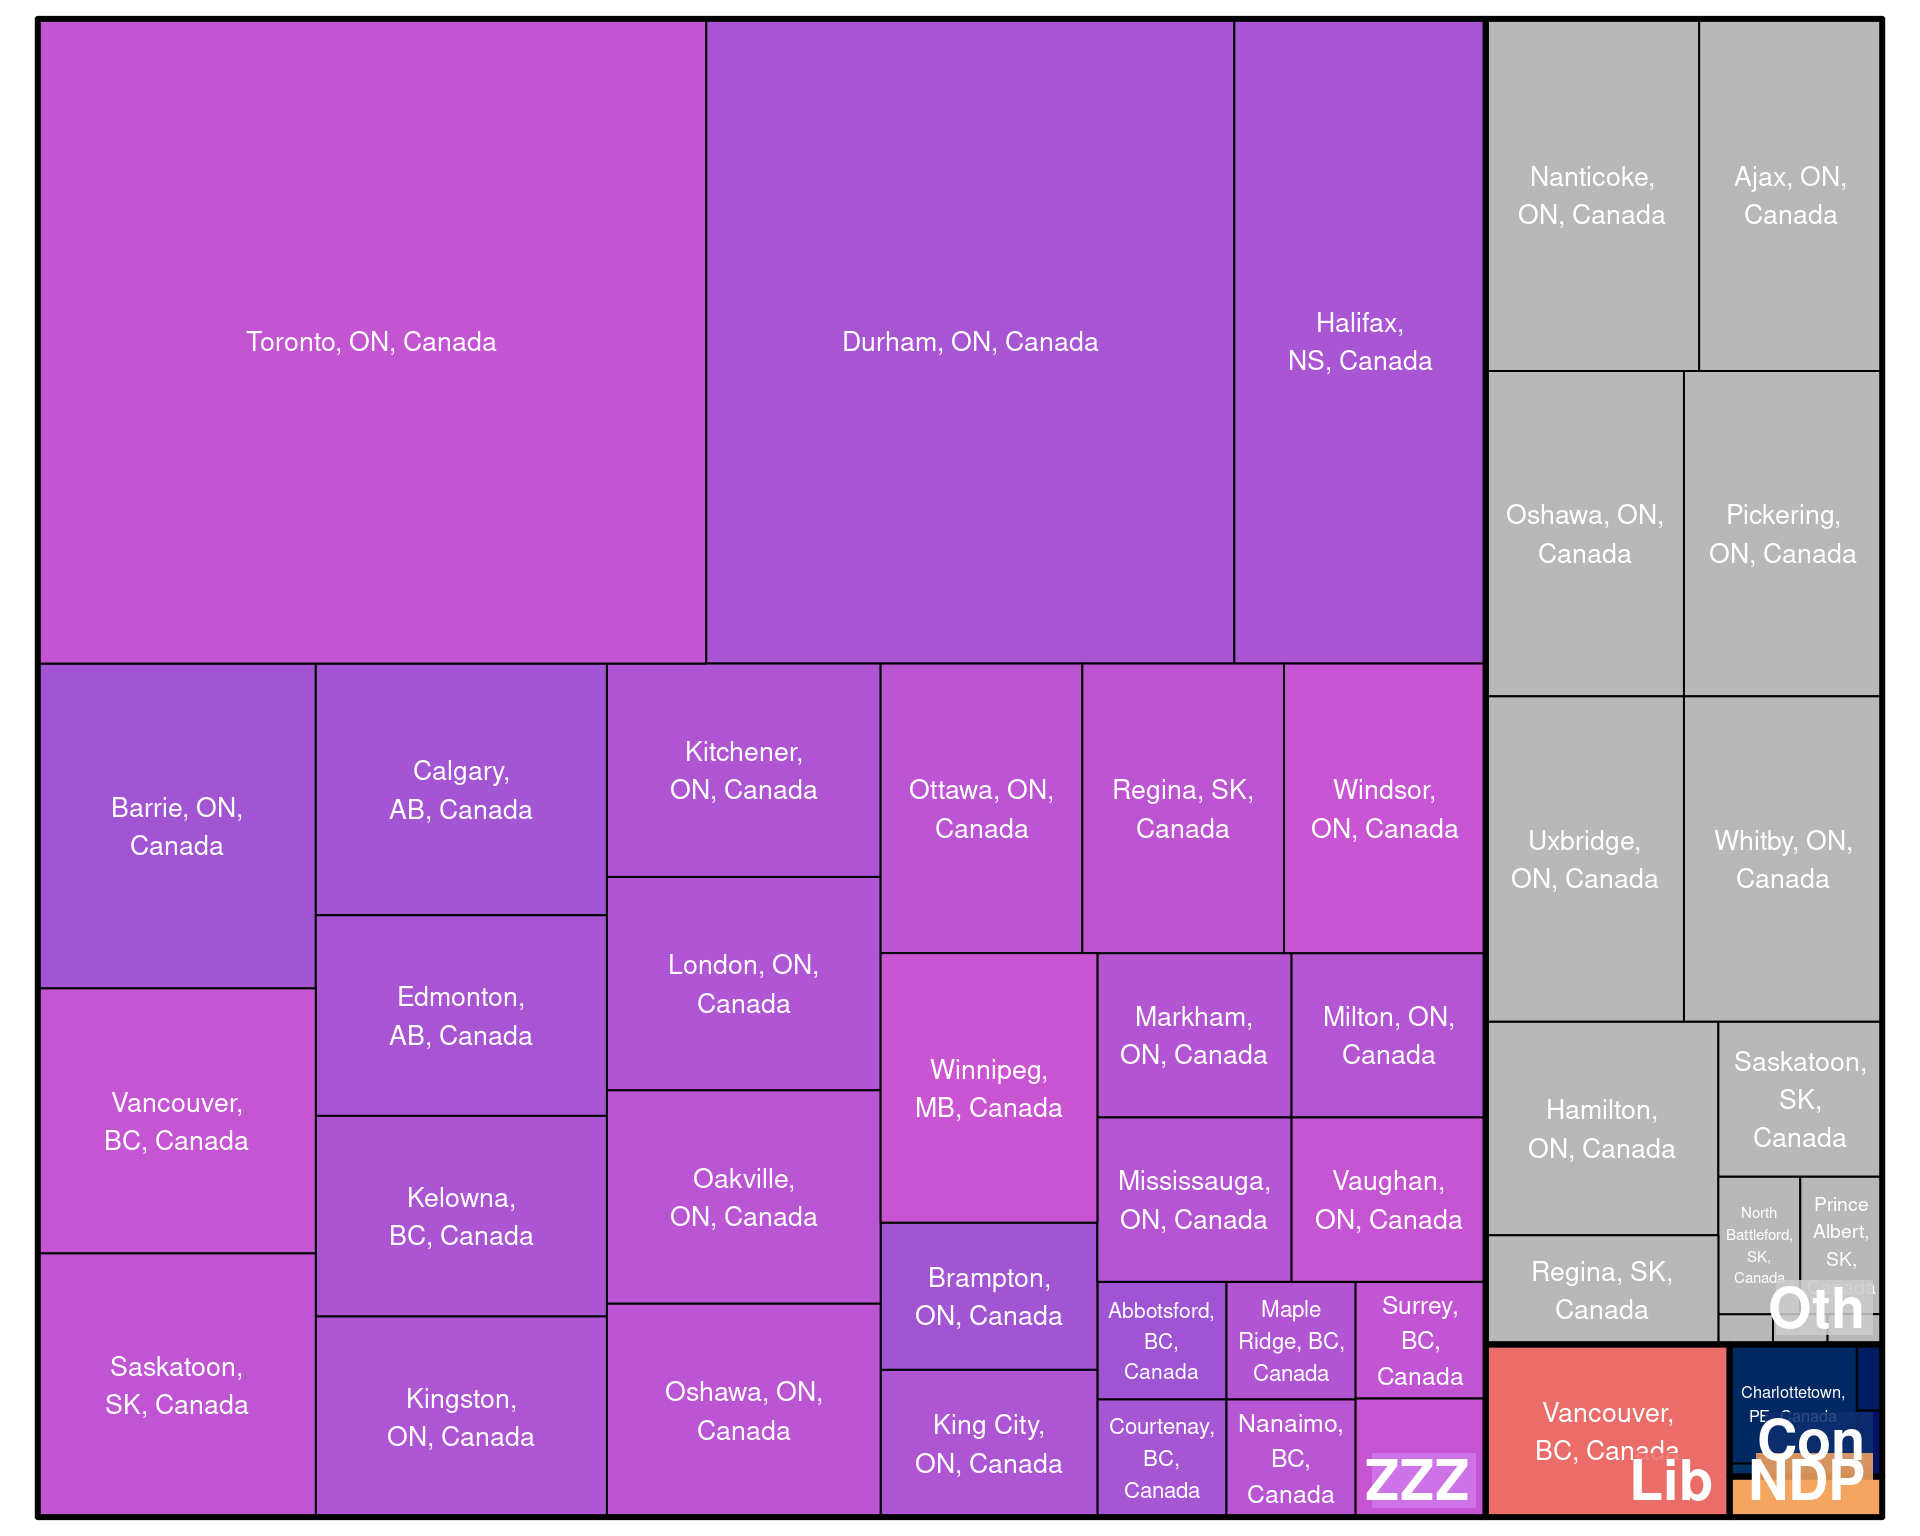 Toronto, ON, Canada
Durham, ON, Canada
Halifax,
NS, Canada
Nanticoke,
ON, Canada
Ajax, ON,
Canada
Oshawa, ON,
Canada
Pickering,
ON, Canada
Uxbridge,
ON, Canada
Whitby, ON,
Canada
Barrie, ON,
Canada
Calgary,
AB, Canada
Kitchener,
ON, Canada
Ottawa, ON,
Canada
Regina, SK,
Canada
Windsor,
ON, Canada
Edmonton,
AB, Canada
London, ON,
Canada
Winnipeg,
MB, Canada
Markham,
ON, Canada
Milton, ON,
Canada
Vancouver,
BC, Canada
Kelowna,
BC, Canada
Oakville,
ON, Canada
Mississauga,
ON, Canada
Vaughan,
ON, Canada
Hamilton,
ON, Canada
Saskatoon,
SK,
Canada
North
Battleford,
SK,
Canada
Prince
Albert,
SK,
Canada
Regina, SK,
Canada
Oth
Saskatoon,
SK, Canada
Kingston,
ON, Canada
Oshawa, ON,
Canada
Brampton,
ON, Canada
King City,
ON, Canada
Abbotsford,
BC,
Canada
Maple
Ridge, BC,
Canada
Surrey,
BC,
Canada
Courtenay,
BC,
Canada
Nanaimo,
BC,
Canada
ZZZ
Vancouver,
BC, Canada
Lib
Charlottetown,
PE, Canada
Con
NDP